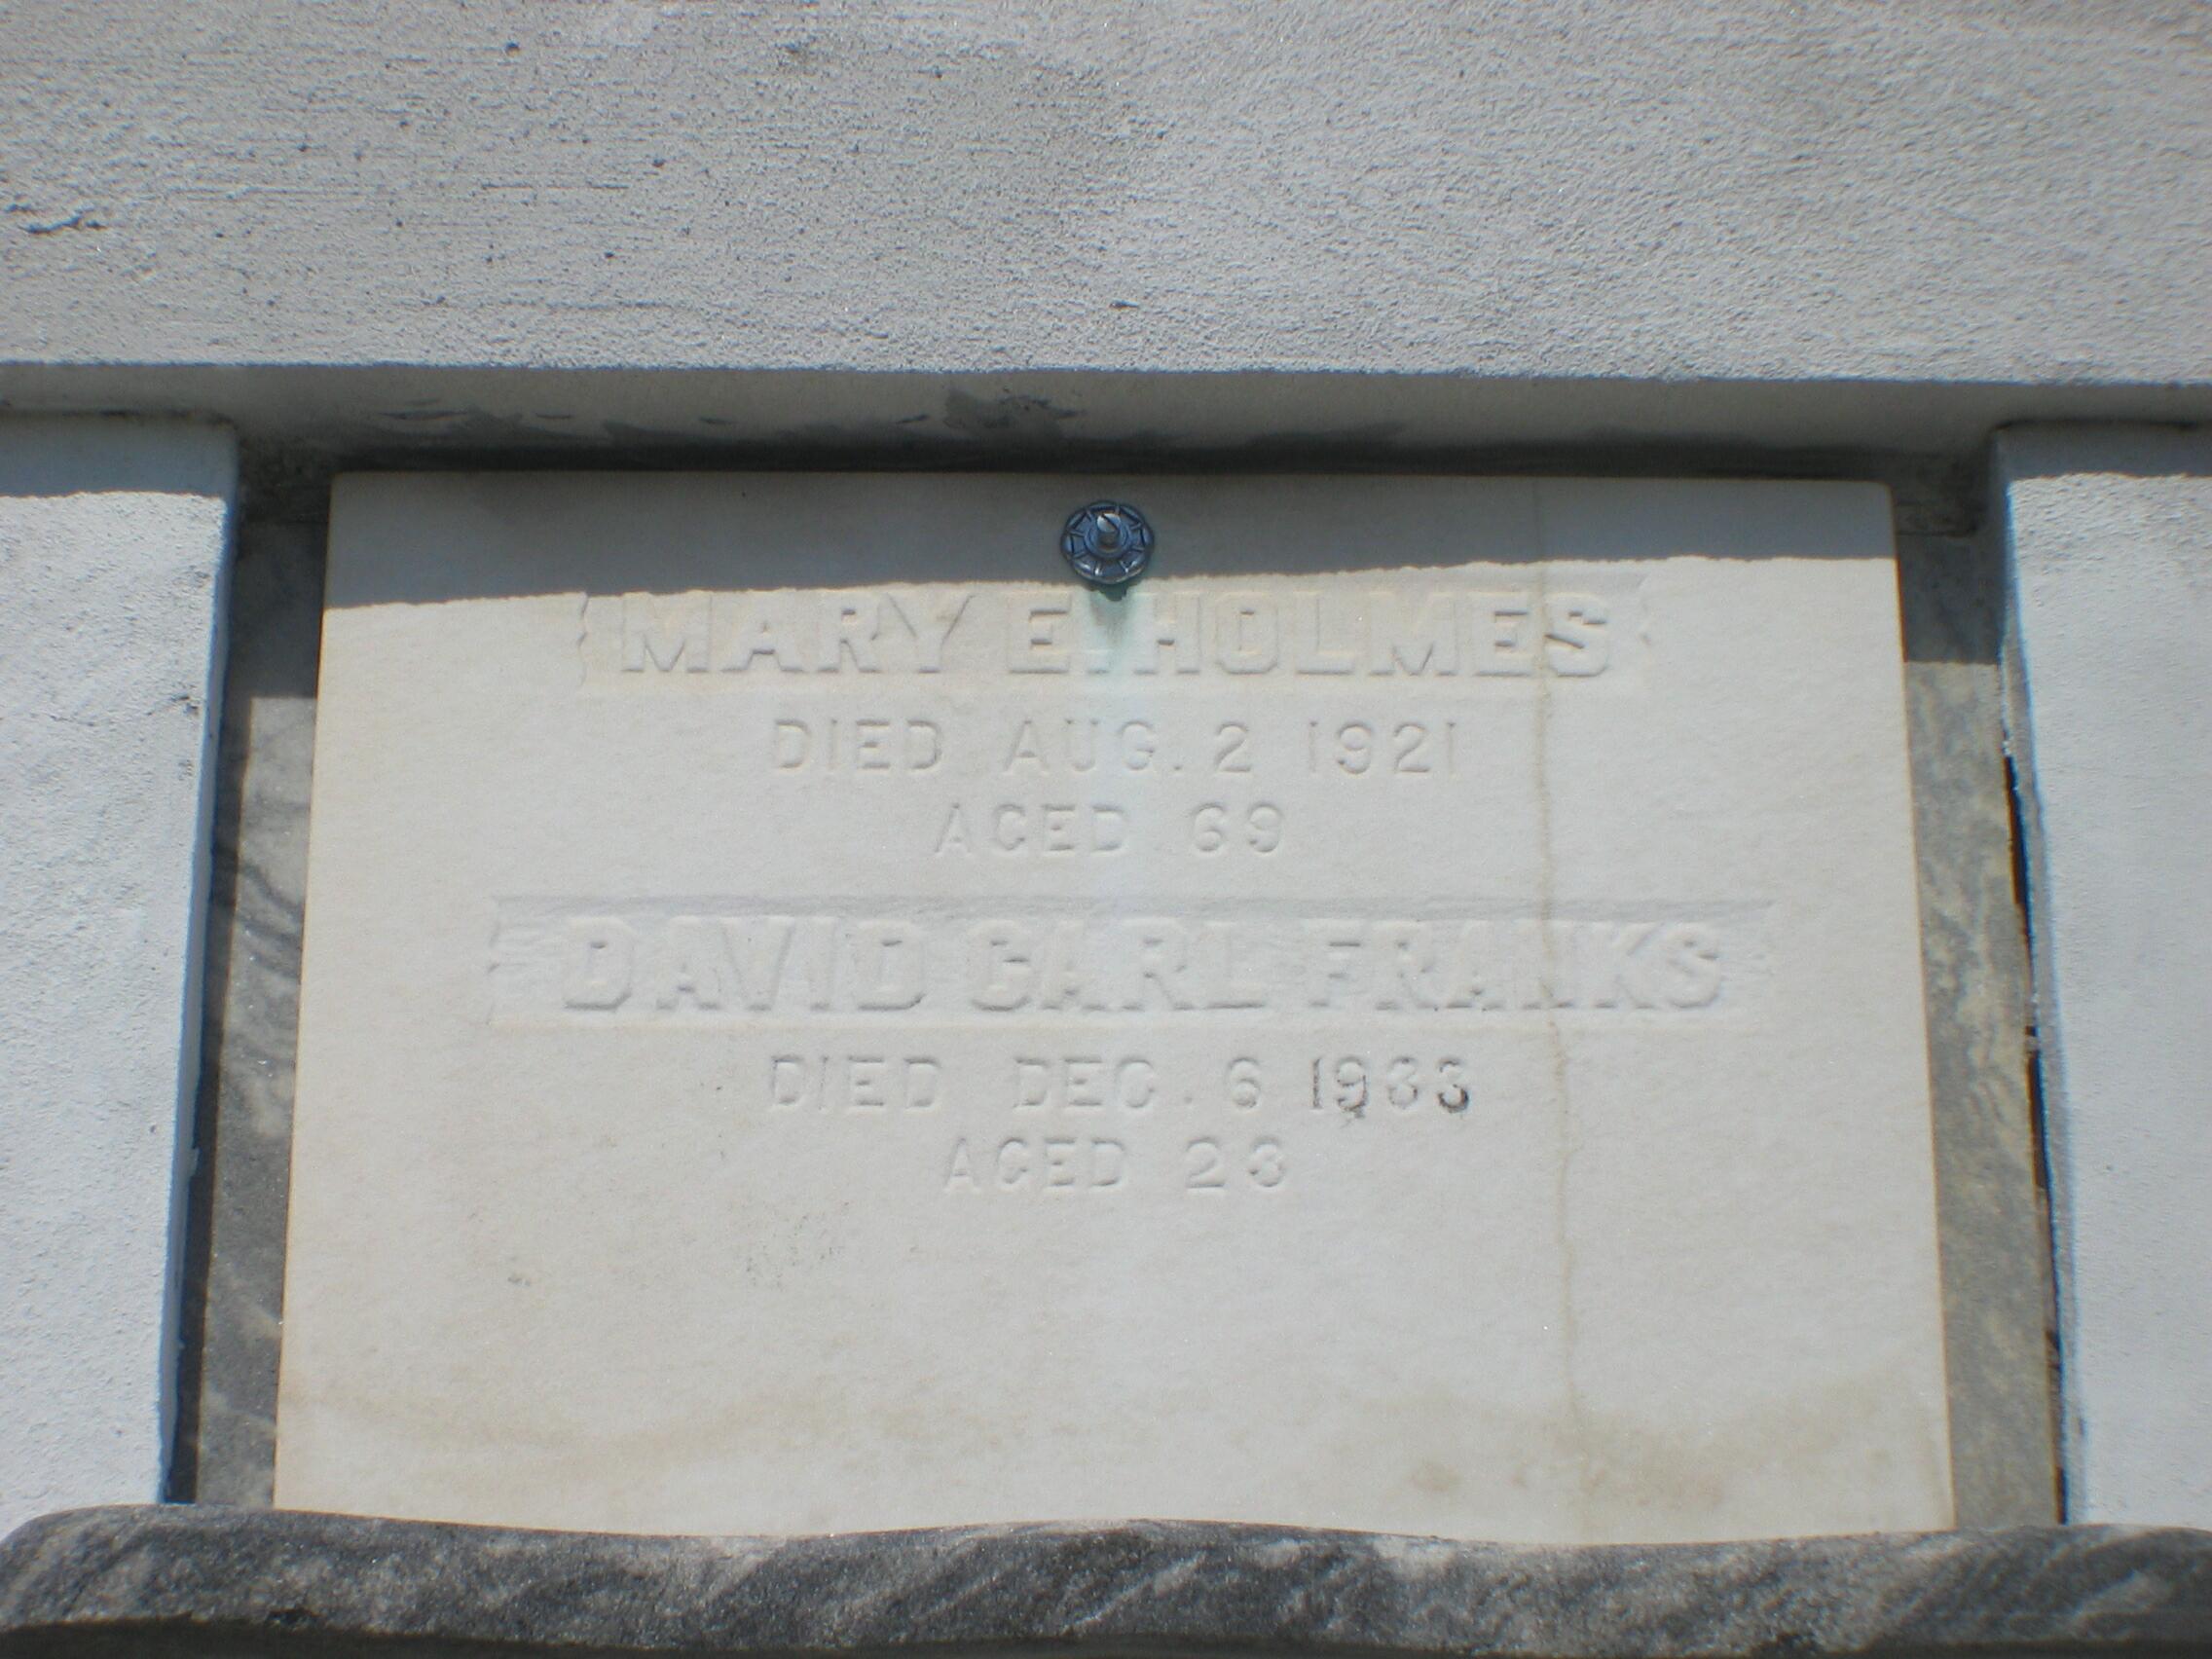 MARY E. HOLMES
DIED AUG. 2 1921
AGED 69
DAVID CARL FRANKS
DIED DEC. 6 1933
AGED 23